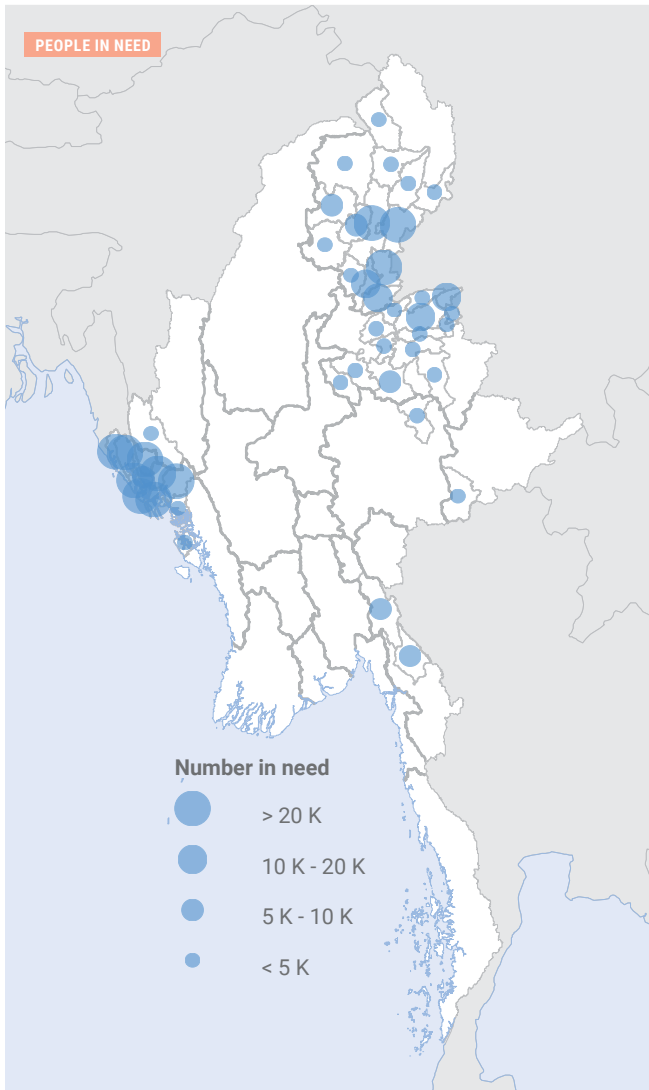 PEOPLE IN NEED
Number in need
> 20 K
10 K - 20 K
5 K - 10 K
< 5 K